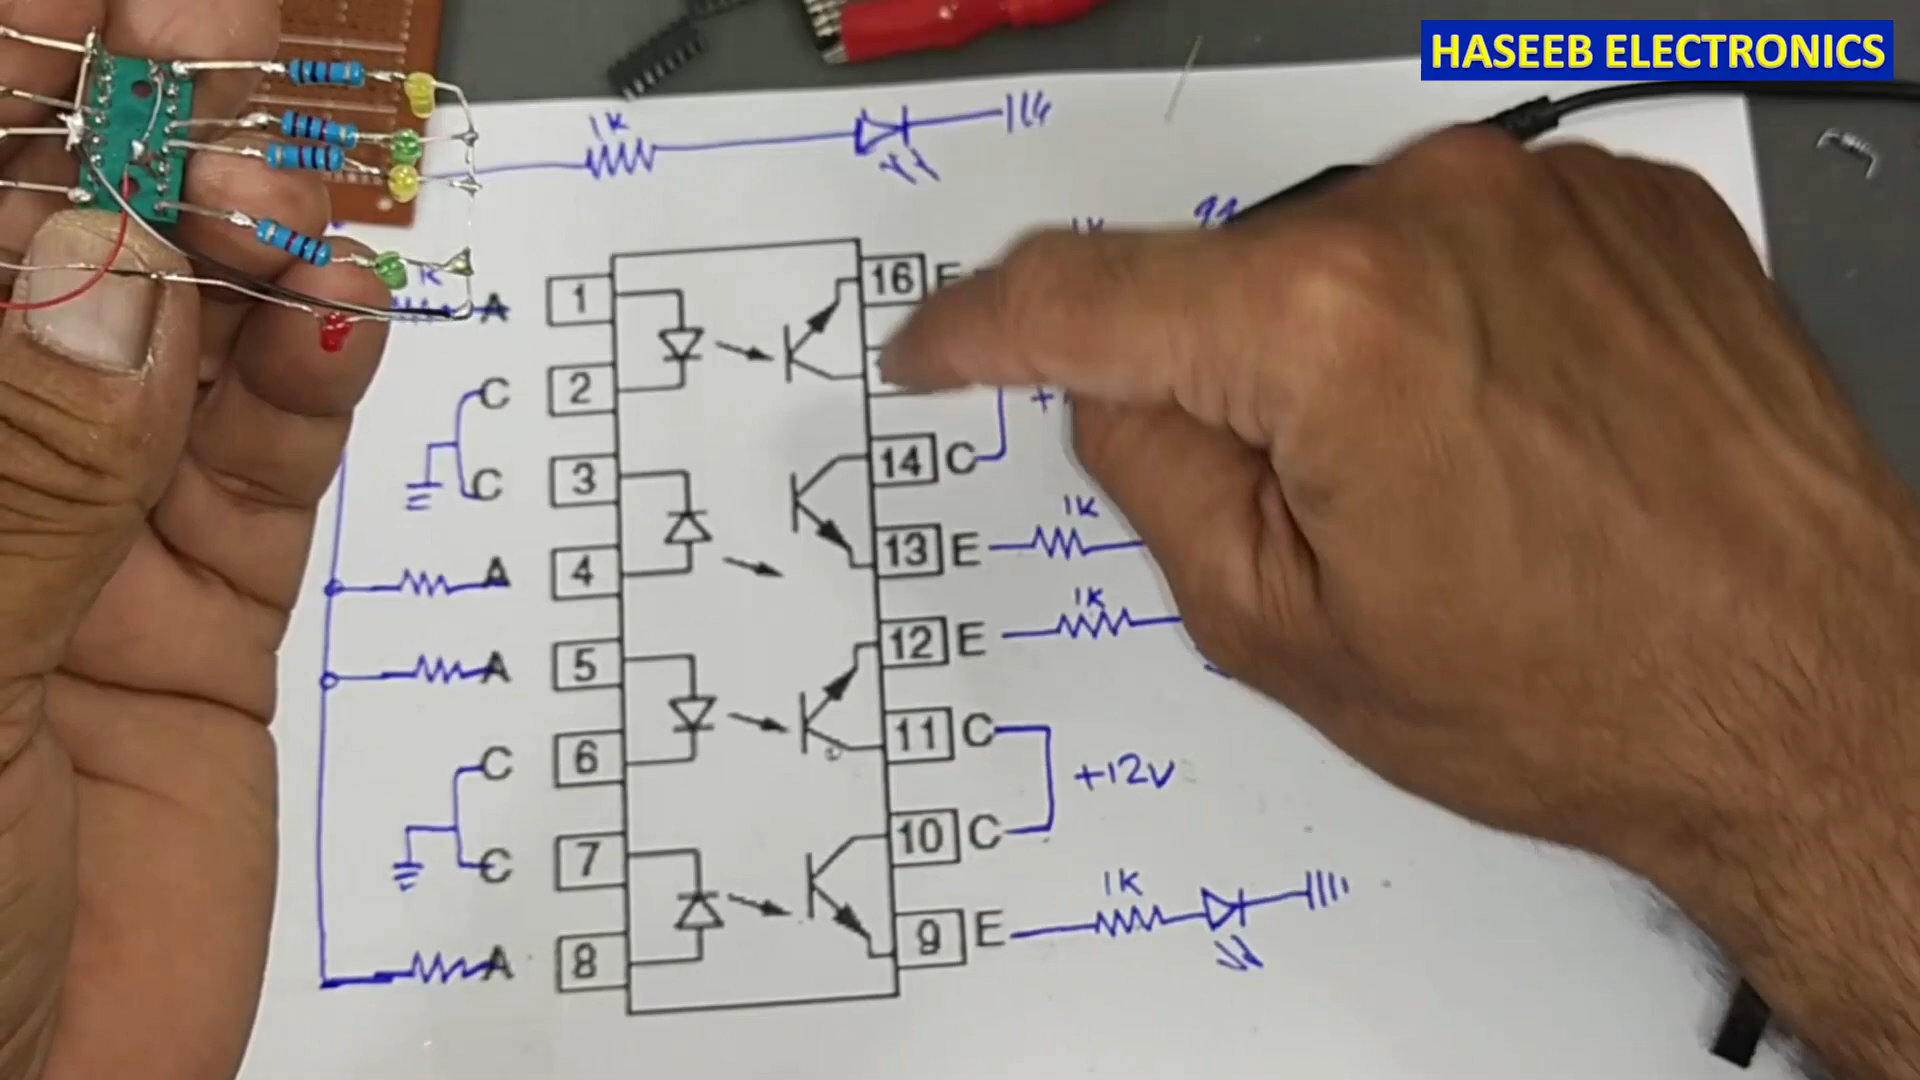 HASEEB ELECTRONICS
1K
1K
A 1 16 E
C 2
C 3 14 C
1K
A 4 13 E
1K
A 5 12 E
C 6 11 C
+12V
C 7 10 C
1K
A 8 9 E